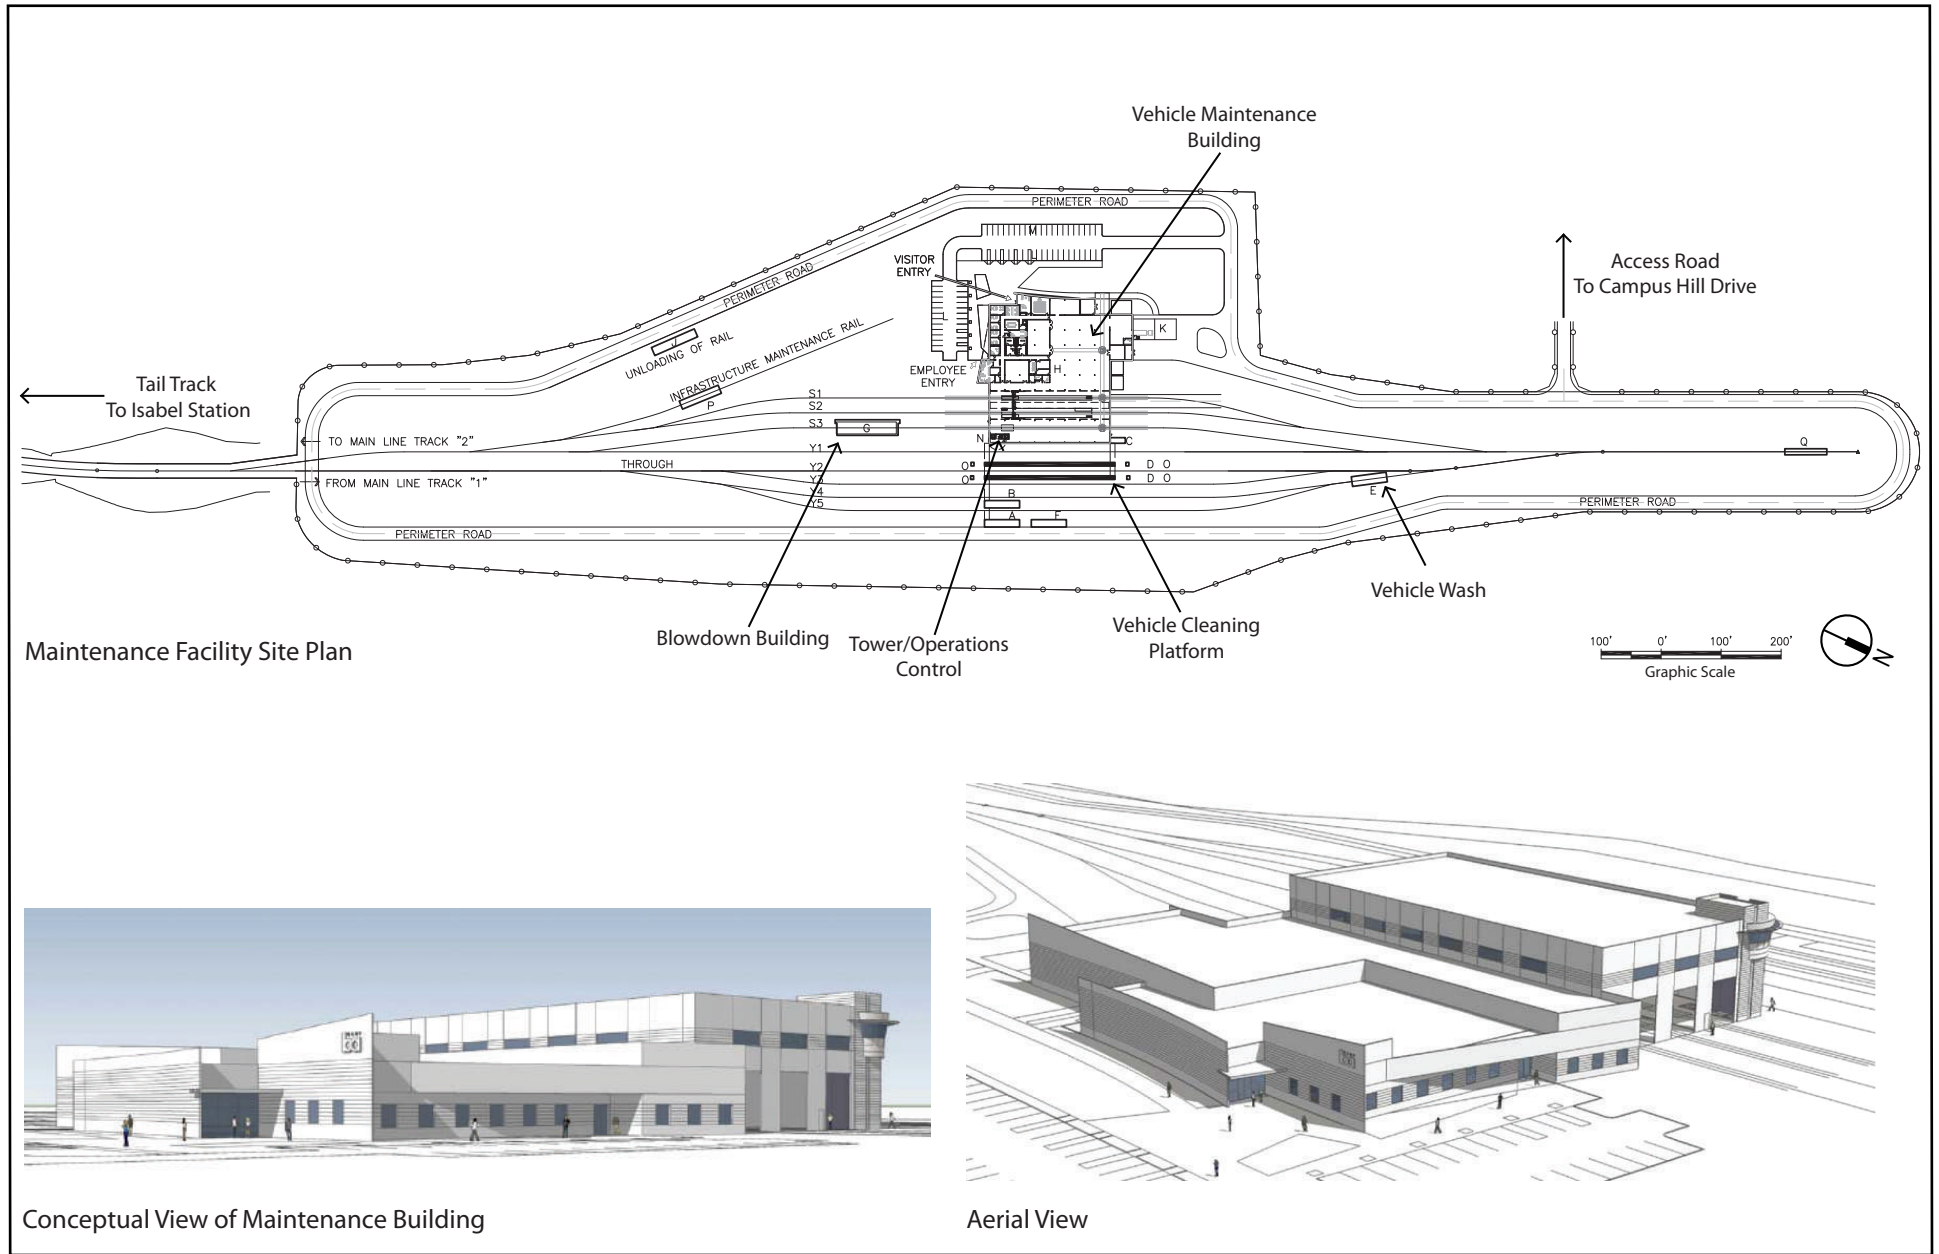 Vehicle Maintenance
Building
PERIMETER ROAD
M
VISITOR
ENTRY
PERIMETER ROAD
Access Road
To Campus Hill Drive
L
K
J
UNLOADING OF RAIL
INFRASTRUCTURE MAINTENANCE RAIL
EMPLOYEE
ENTRY
H
Tail Track
To Isabel Station
P
S1
S2
S3
G
TO MAIN LINE TRACK "2"
N
C
Q
Y1
THROUGH
Y2
O
D O
Y3
O
D O
FROM MAIN LINE TRACK "1"
Y4
B
E
Y5
A
F
PERIMETER ROAD
PERIMETER ROAD
Vehicle Wash
Blowdown Building
Tower/Operations
Control
Vehicle Cleaning
Platform
Maintenance Facility Site Plan
100' 0' 100' 200'
Graphic Scale
N
Conceptual View of Maintenance Building
Aerial View